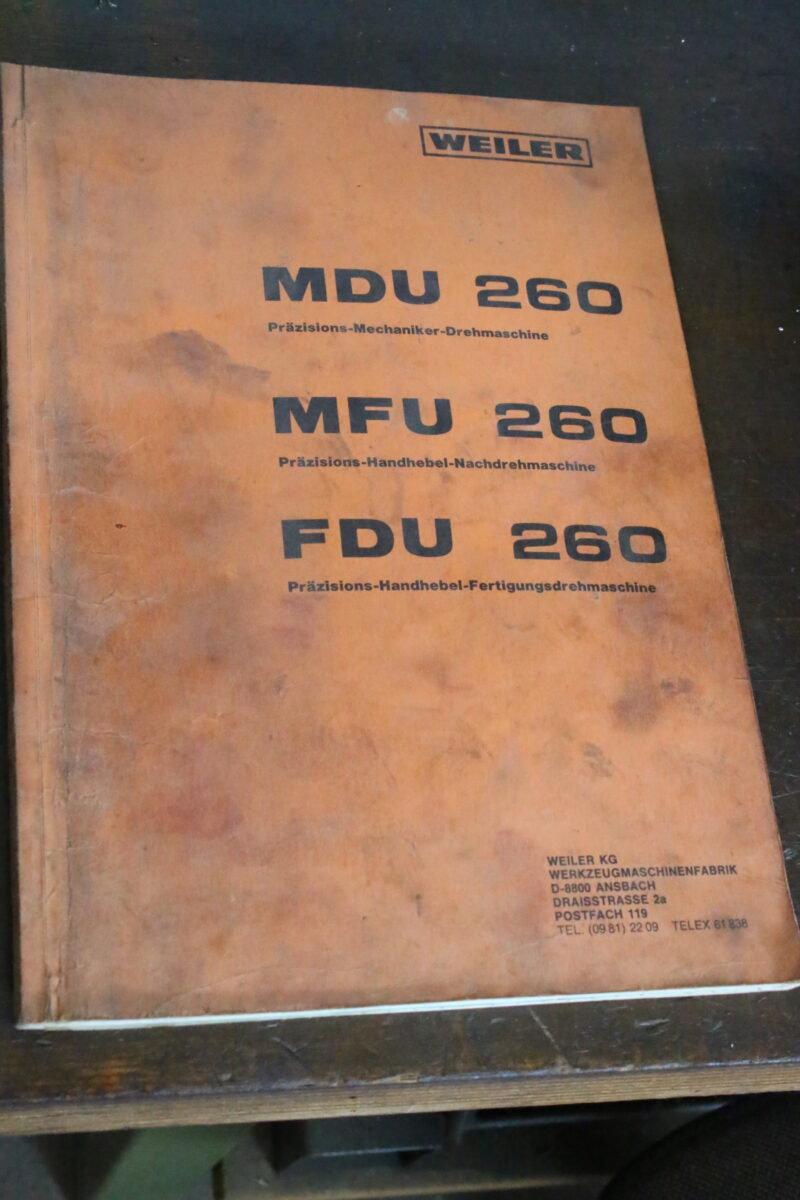 WEILER
MDU 260
Präzisions-Mechaniker-Drehmaschine
MFU 260
Präzisions-Handhebel-Nachdrehmaschine
FDU 260
Präzisions-Handhebel-Fertigungsdrehmaschine
WEILER KG
WERKZEUGMASCHINENFABRIK
D-8800 ANSBACH
DRAISSTRASSE 2a
POSTFACH 119
TEL. (09 81) 22 09 TELEX 61 838